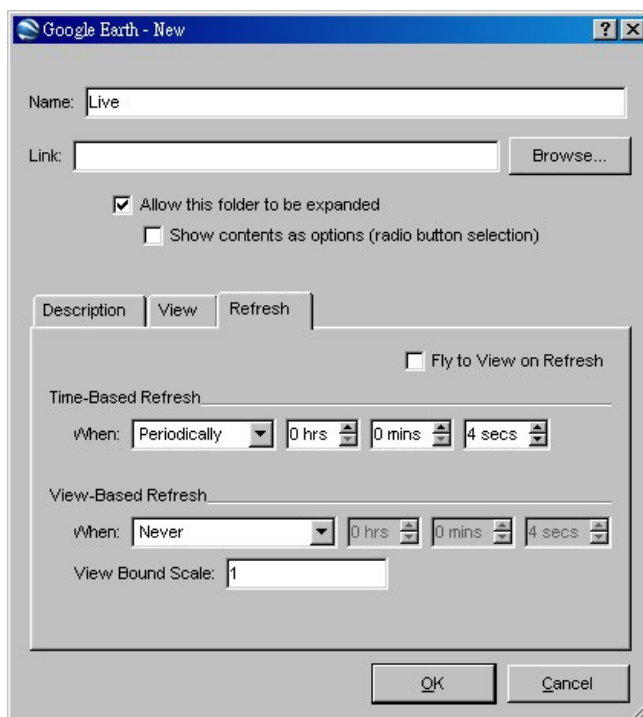 Google Earth - New
Name: Live
Link: Browse...
Allow this folder to be expanded
Show contents as options (radio button selection)
Description View Refresh
Fly to View on Refresh
Time-Based Refresh
When: Periodically 0 hrs 0 mins 4 secs
View-Based Refresh
When: Never 0 hrs 0 mins 4 secs
View Bound Scale: 1
OK Cancel